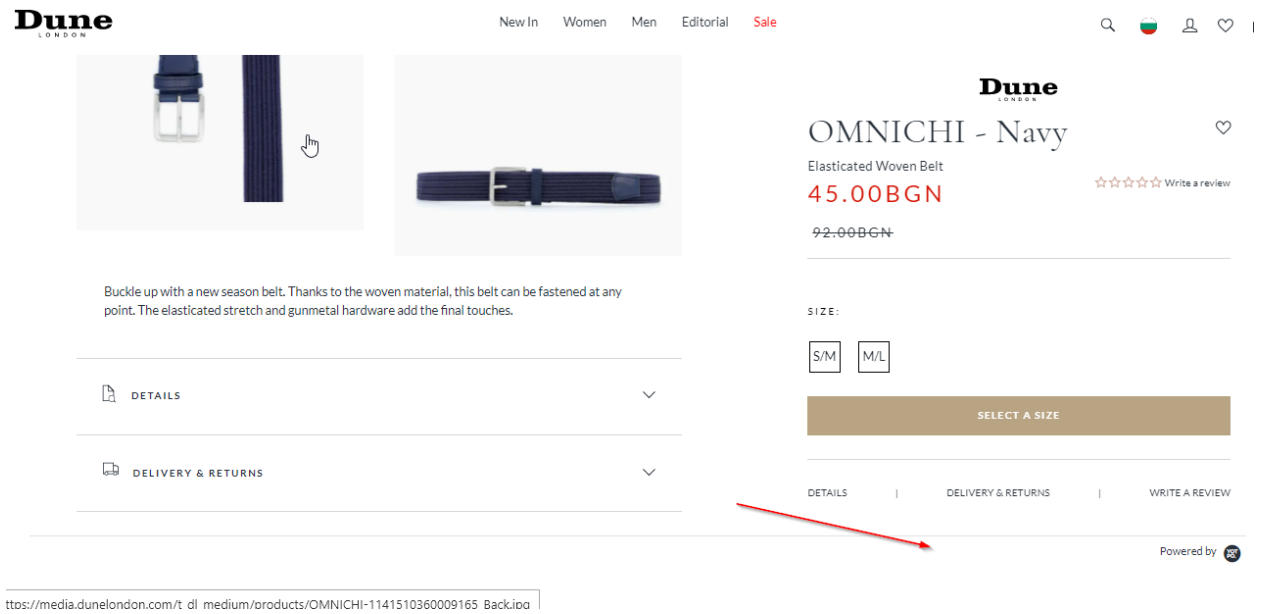 Dune
LONDON
New In Women Men Editorial Sale
Dune
LONDON
OMNICHI - Navy
Elasticated Woven Belt
Write a review
45.00BGN
92.00BGN
Buckle up with a new season belt. Thanks to the woven material, this belt can be fastened at any
point. The elasticated stretch and gunmetal hardware add the final touches.
SIZE:
S/M M/L
SELECT A SIZE
DETAILS
DELIVERY & RETURNS
DETAILS | DELIVERY & RETURNS | WRITE A REVIEW
Powered by YOTPO.
ttps://media.dunelondon.com/t_dl_medium/products/OMNICHI-1141510360009165_Back.jpg